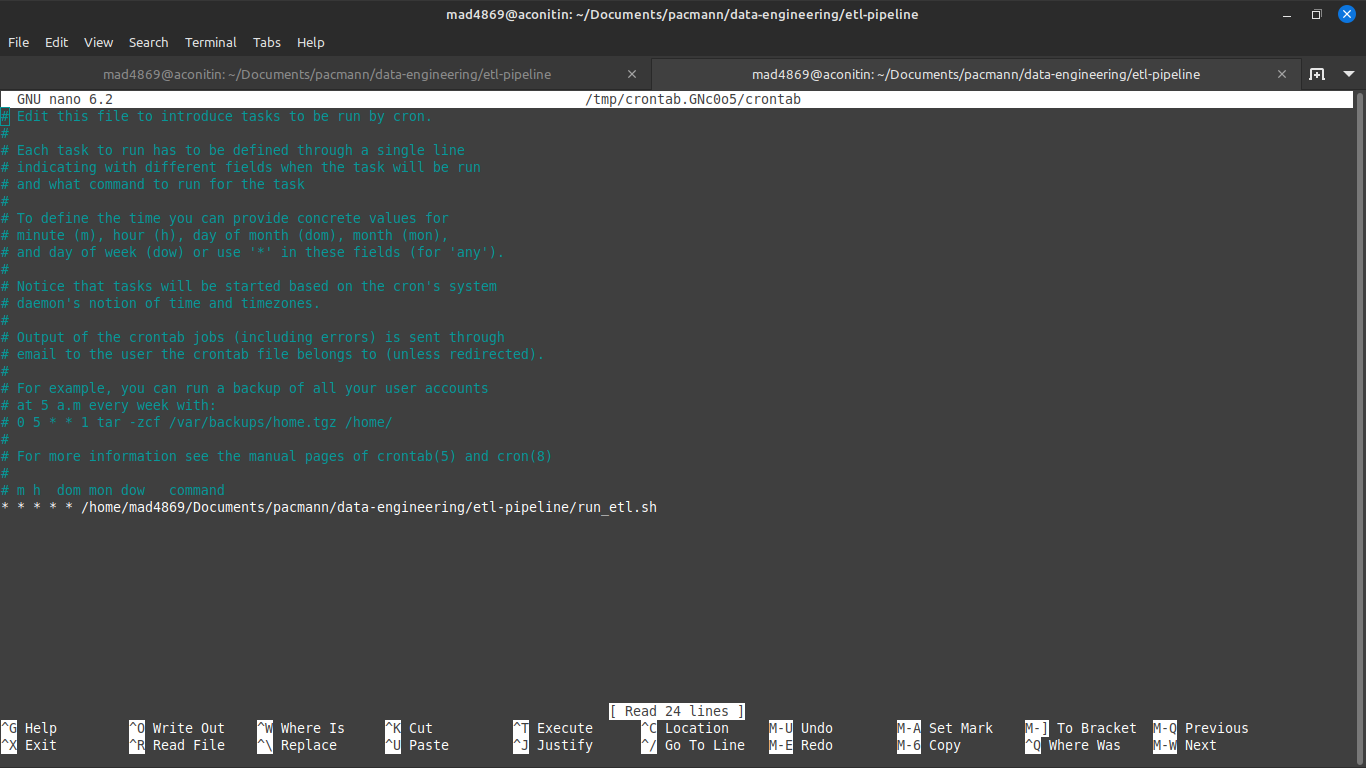 mad4869@aconitin: ~/Documents/pacmann/data-engineering/etl-pipeline
File Edit View Search Terminal Tabs Help
mad4869@aconitin: ~/Documents/pacmann/data-engineering/etl-pipeline × mad4869@aconitin: ~/Documents/pacmann/data-engineering/etl-pipeline ×
GNU nano 6.2 /tmp/crontab.GNc0o5/crontab
# Edit this file to introduce tasks to be run by cron.
#
# Each task to run has to be defined through a single line
# indicating with different fields when the task will be run
# and what command to run for the task
#
# To define the time you can provide concrete values for
# minute (m), hour (h), day of month (dom), month (mon),
# and day of week (dow) or use '*' in these fields (for 'any').
#
# Notice that tasks will be started based on the cron's system
# daemon's notion of time and timezones.
#
# Output of the crontab jobs (including errors) is sent through
# email to the user the crontab file belongs to (unless redirected).
#
# For example, you can run a backup of all your user accounts
# at 5 a.m every week with:
# 0 5 * * 1 tar -zcf /var/backups/home.tgz /home/
#
# For more information see the manual pages of crontab(5) and cron(8)
#
# m h  dom mon dow   command
* * * * * /home/mad4869/Documents/pacmann/data-engineering/etl-pipeline/run_etl.sh
[ Read 24 lines ]
^G Help ^O Write Out ^W Where Is ^K Cut ^T Execute ^C Location M-U Undo M-A Set Mark M-] To Bracket M-Q Previous
^X Exit ^R Read File ^\ Replace ^U Paste ^J Justify ^/ Go To Line M-E Redo M-6 Copy ^Q Where Was M-W Next